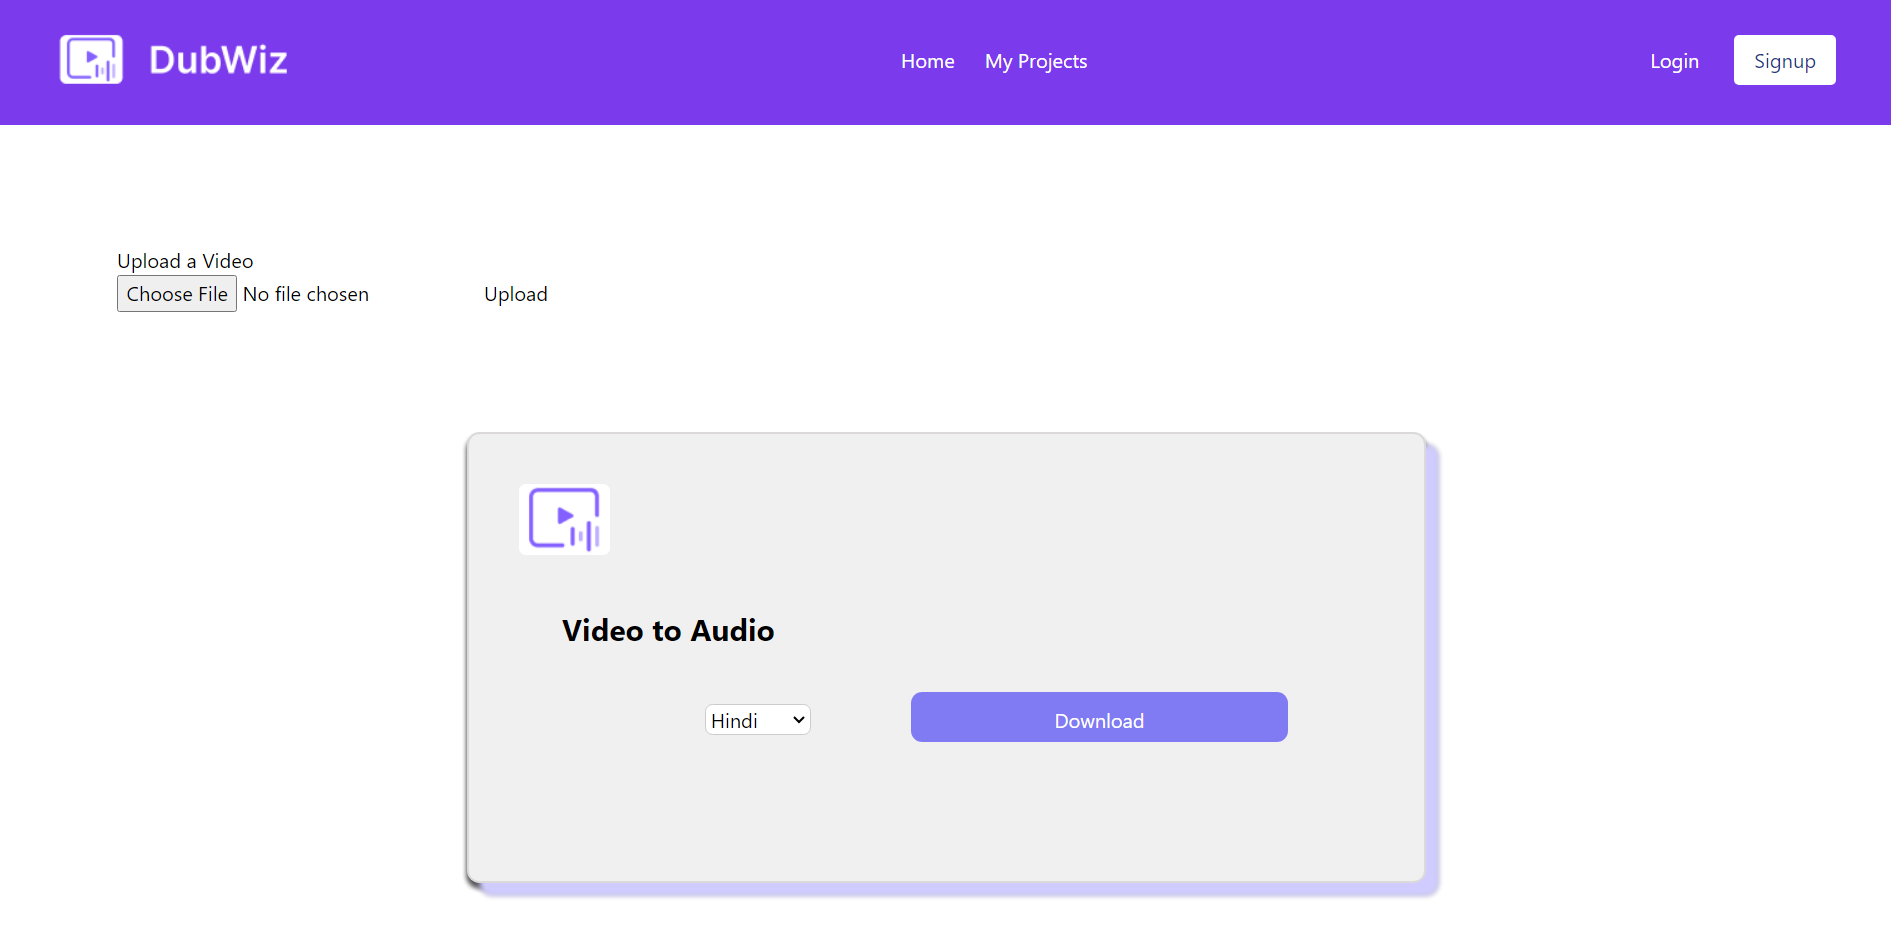 DubWiz Home My Projects Login Signup
Upload a Video
Choose File No file chosen Upload
Video to Audio
Hindi Download